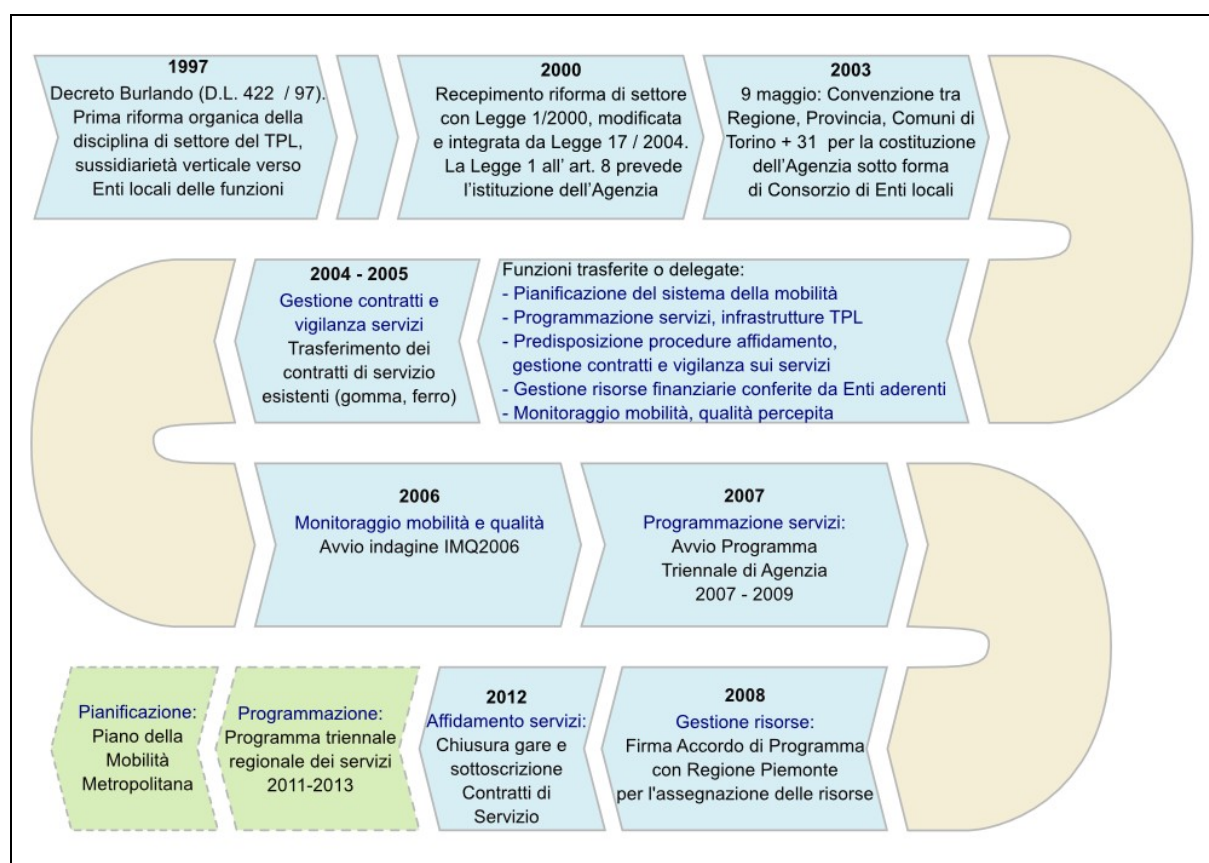 1997
Decreto Burlando (D.L. 422 / 97).
Prima riforma organica della
disciplina di settore del TPL,
sussidiarietà verticale verso
Enti locali delle funzioni
2000
Recepimento riforma di settore
con Legge 1/2000, modificata
e integrata da Legge 17 / 2004.
La Legge 1 all' art. 8 prevede
l'istituzione dell'Agenzia
2003
9 maggio: Convenzione tra
Regione, Provincia, Comuni di
Torino + 31 per la costituzione
dell'Agenzia sotto forma
di Consorzio di Enti locali
Funzioni trasferite o delegate:
- Pianificazione del sistema della mobilità
- Programmazione servizi, infrastrutture TPL
- Predisposizione procedure affidamento,
gestione contratti e vigilanza sui servizi
- Gestione risorse finanziarie conferite da Enti aderenti
- Monitoraggio mobilità, qualità percepita
2004 - 2005
Gestione contratti e
vigilanza servizi
Trasferimento dei
contratti di servizio
esistenti (gomma, ferro)
2006
Monitoraggio mobilità e qualità
Avvio indagine IMQ2006
2007
Programmazione servizi:
Avvio Programma
Triennale di Agenzia
2007 - 2009
2008
Gestione risorse:
Firma Accordo di Programma
con Regione Piemonte
per l'assegnazione delle risorse
2012
Affidamento servizi:
Chiusura gare e
sottoscrizione
Contratti di
Servizio
Programmazione:
Programma triennale
regionale dei servizi
2011-2013
Pianificazione:
Piano della
Mobilità
Metropolitana